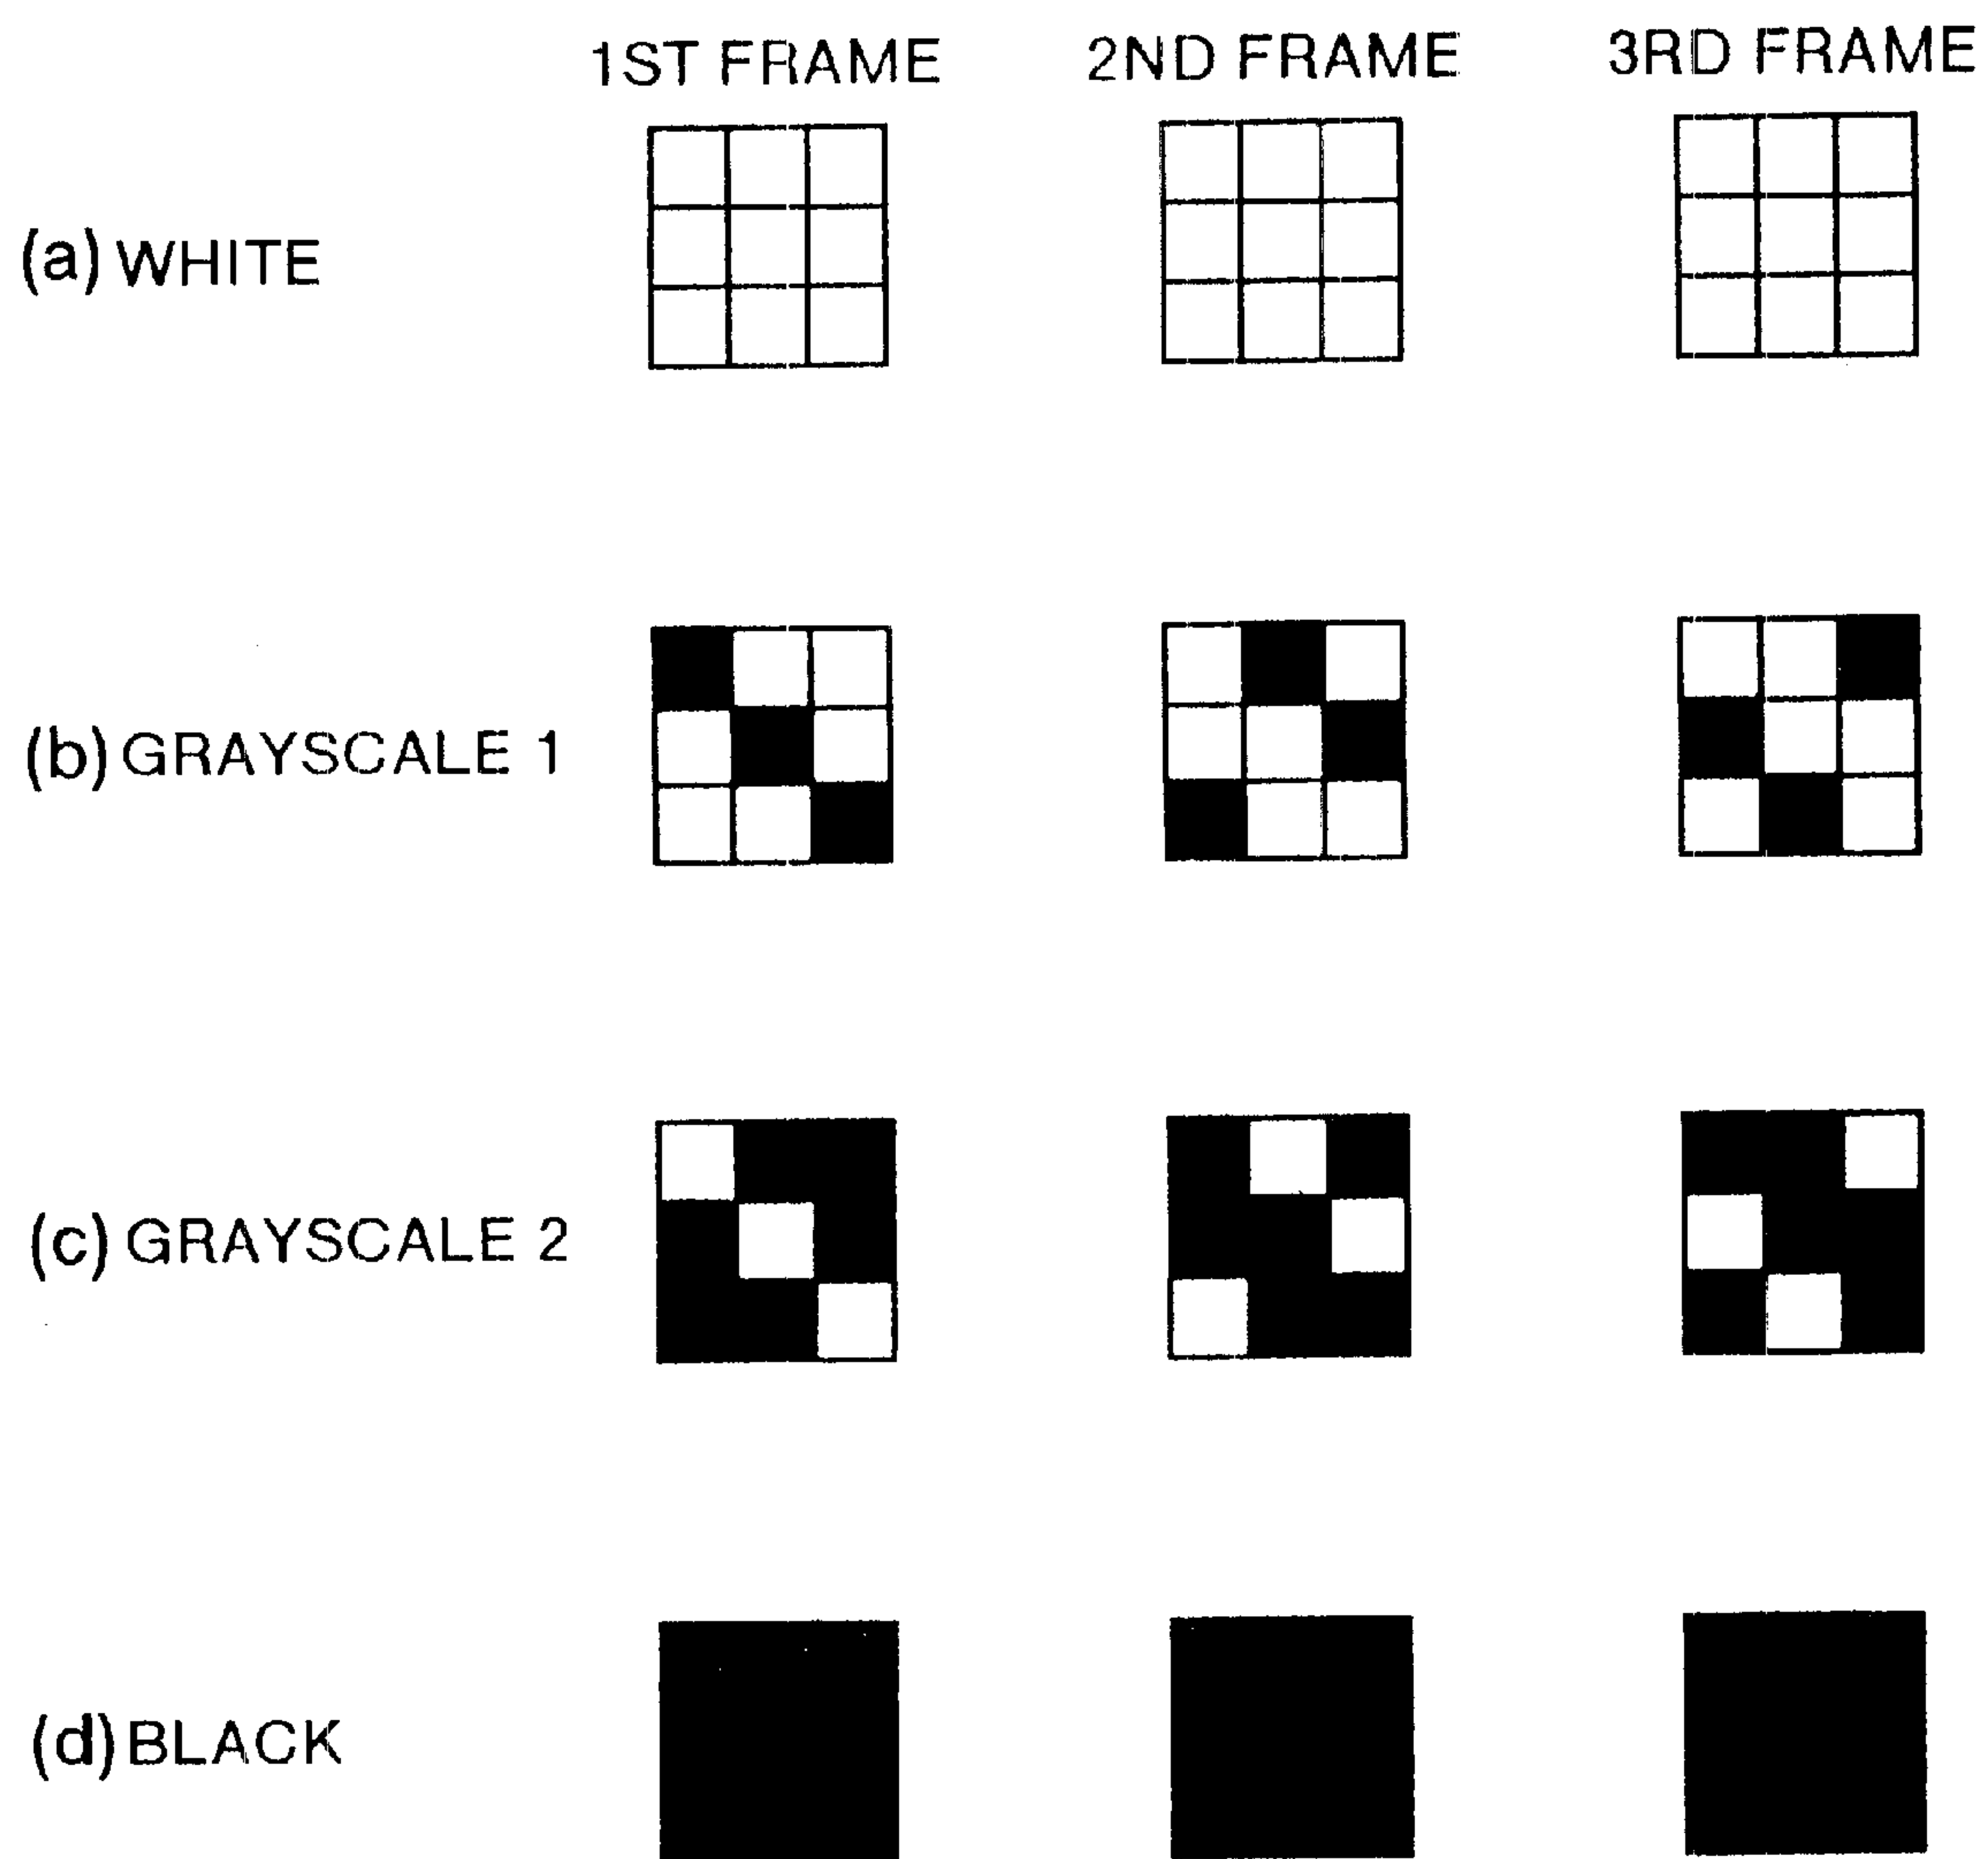 1ST FRAME 2ND FRAME 3RD FRAME
(a) WHITE
(b) GRAYSCALE 1
(c) GRAYSCALE 2
(d) BLACK